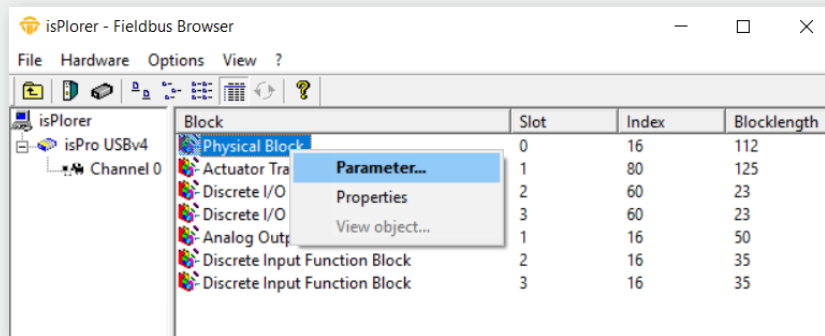 isPlorer - Fieldbus Browser
File Hardware Options View ?
isPlorer
isPro USBv4
Channel 0
Block Slot Index Blocklength
Physical Block 0 16 112
Actuator Tra 1 80 125
Discrete I/O 2 60 23
Discrete I/O 3 60 23
Analog Outp 1 16 50
Discrete Input Function Block 2 16 35
Discrete Input Function Block 3 16 35
Parameter...
Properties
View object...